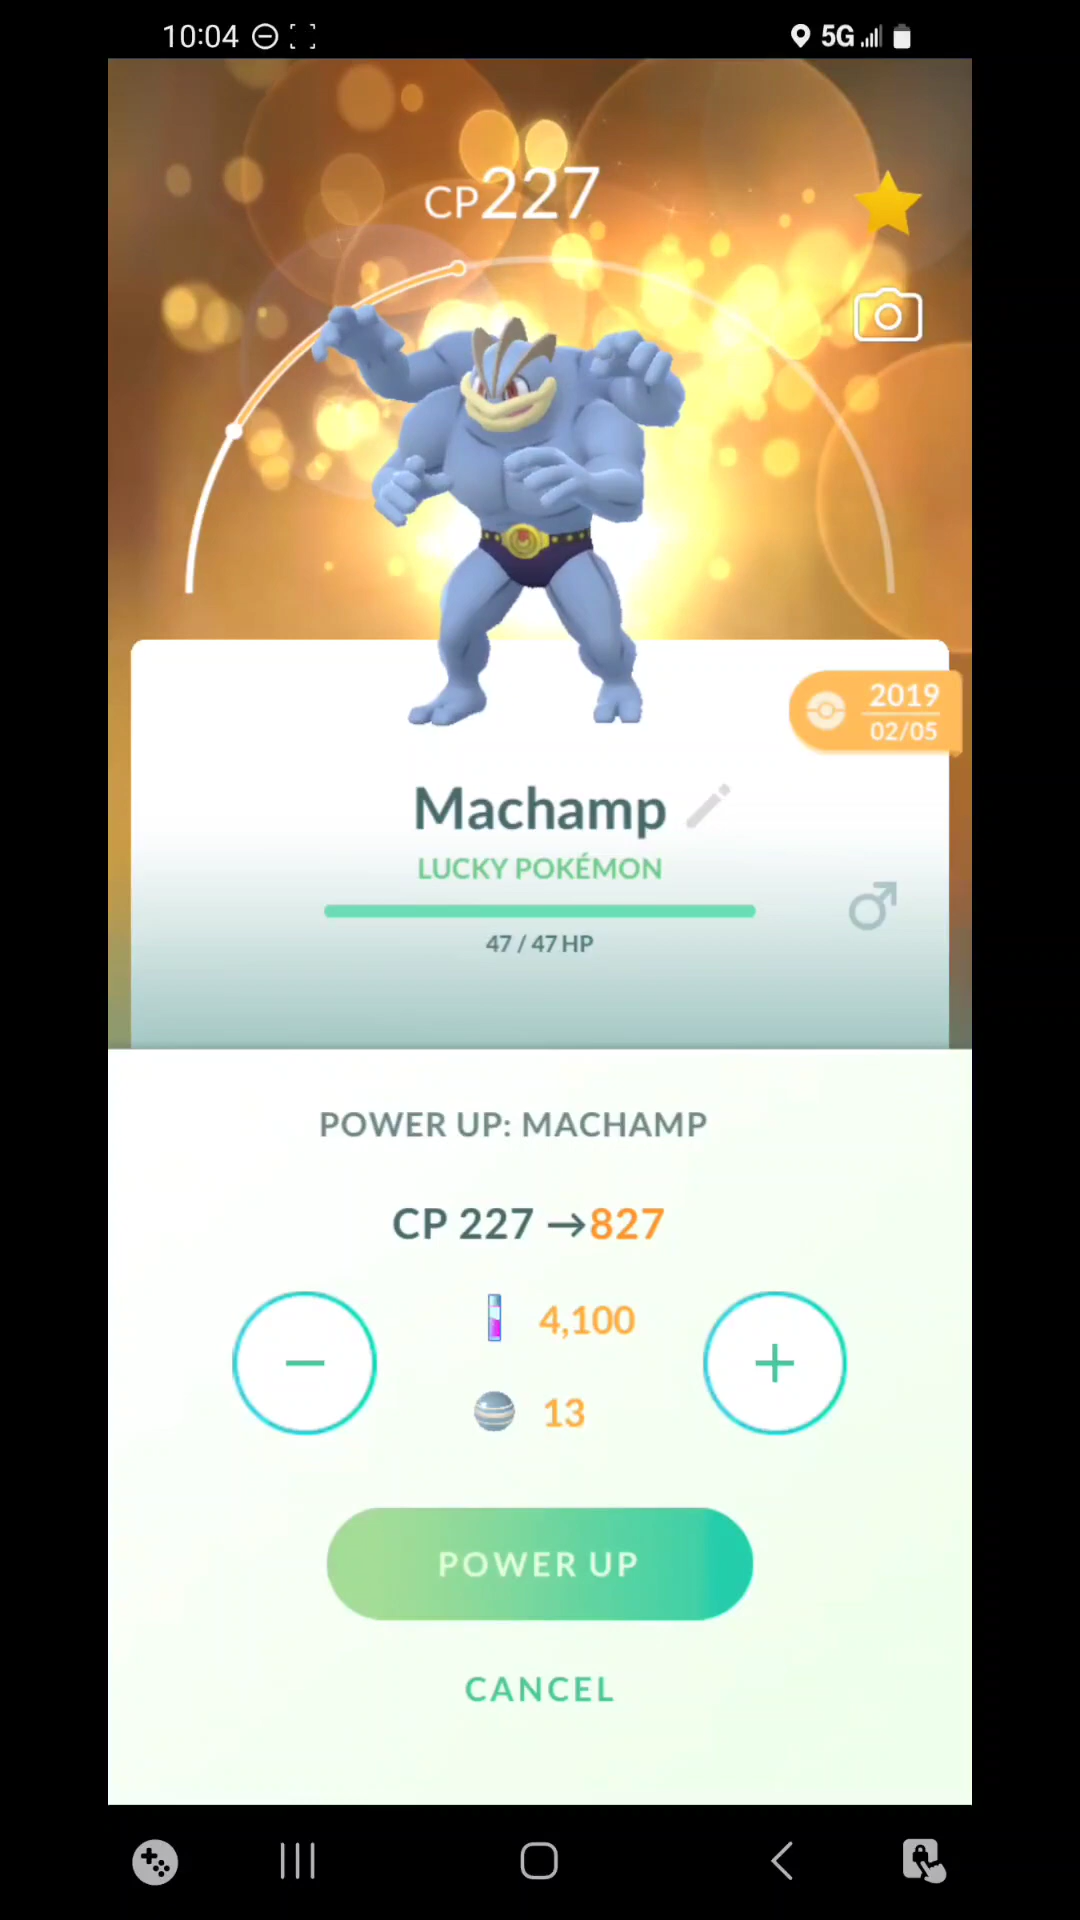 10:04 5G
CP227
2019
02/05
Machamp
LUCKY POKÉMON
47 / 47 HP
POWER UP: MACHAMP
CP 227 →827
4,100
13
POWER UP
CANCEL